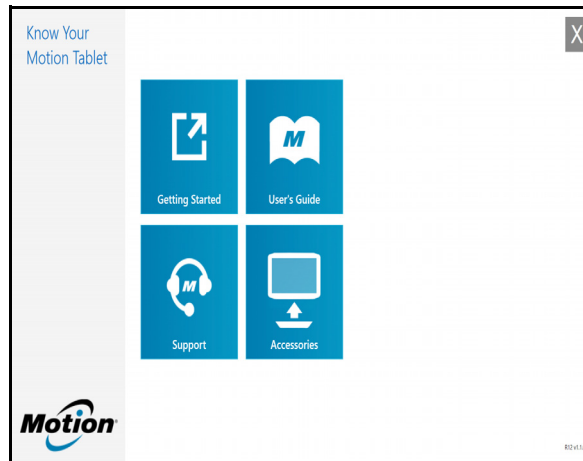 Know Your
Motion Tablet
X
M
Getting Started
User's Guide
M
Support
Accessories
Motion